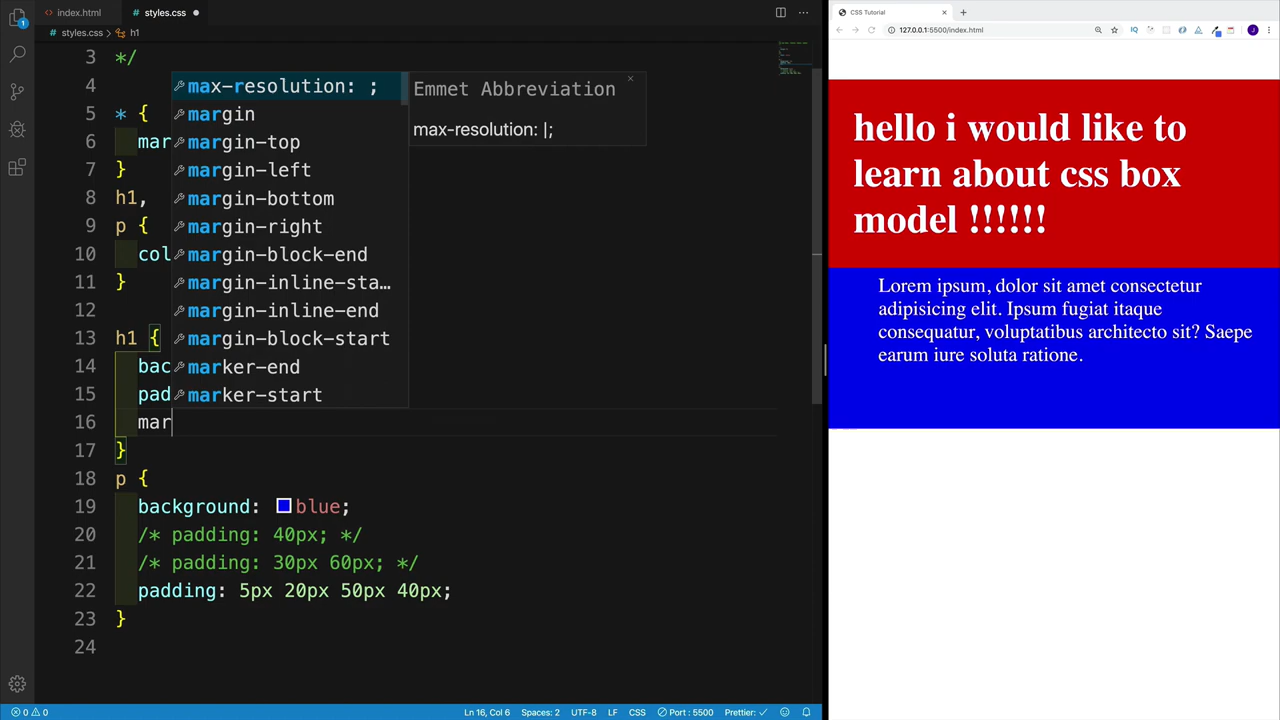 index.html
styles.css
styles.css
h1
3 */
4
5 * {
6 mar
7 }
8 h1,
9 p {
10 col
11 }
12
13 h1 {
14 bac
15 pad
16 mar
17 }
18 p {
19 background: blue;
20 /* padding: 40px; */
21 /* padding: 30px 60px; */
22 padding: 5px 20px 50px 40px;
23 }
24
max-resolution: ;
margin
margin-top
margin-left
margin-bottom
margin-right
margin-block-end
margin-inline-sta…
margin-inline-end
margin-block-start
marker-end
marker-start
Emmet Abbreviation
max-resolution: |;
1
0 0
Ln 16, Col 6
Spaces: 2
UTF-8
LF
CSS
Port : 5500
Prettier: ✓
CSS Tutorial
127.0.0.1:5500/index.html
IQ
J
hello i would like to
learn about css box
model !!!!!!
Lorem ipsum, dolor sit amet consectetur
adipisicing elit. Ipsum fugiat itaque
consequatur, voluptatibus architecto sit? Saepe
earum iure soluta ratione.